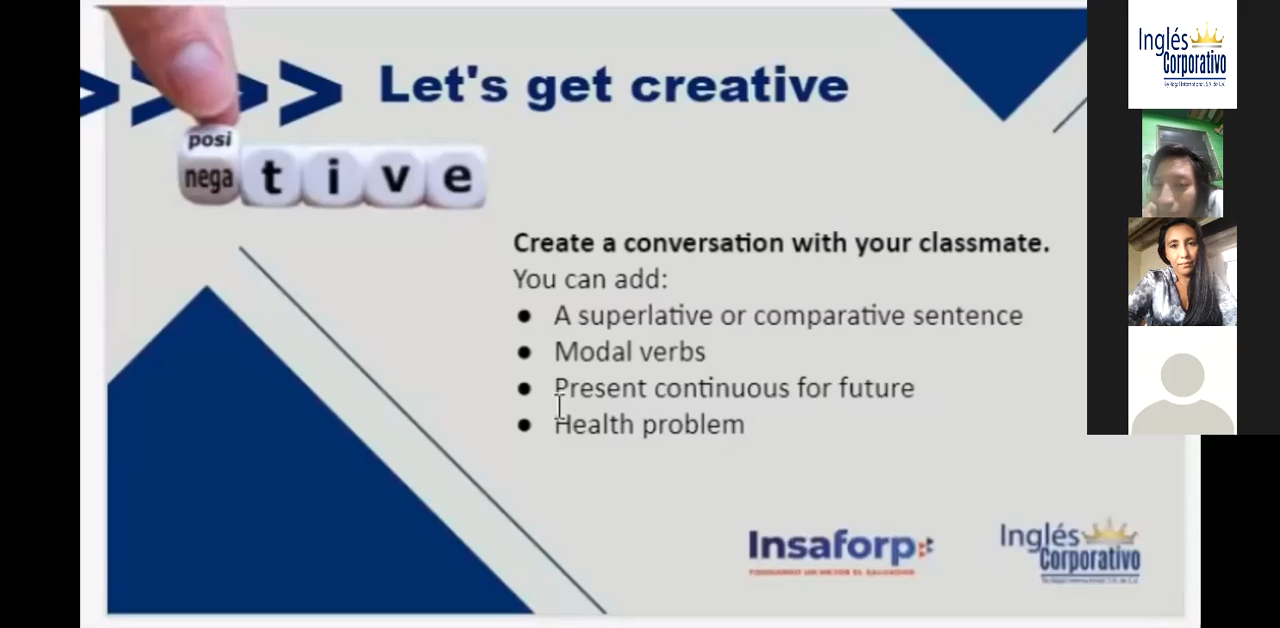 Let's get creative
posi
nega t i v e
Create a conversation with your classmate.
You can add:
● A superlative or comparative sentence
● Modal verbs
● Present continuous for future
● Health problem
Insaforp
Inglés
Corporativo
Inglés
Corporativo